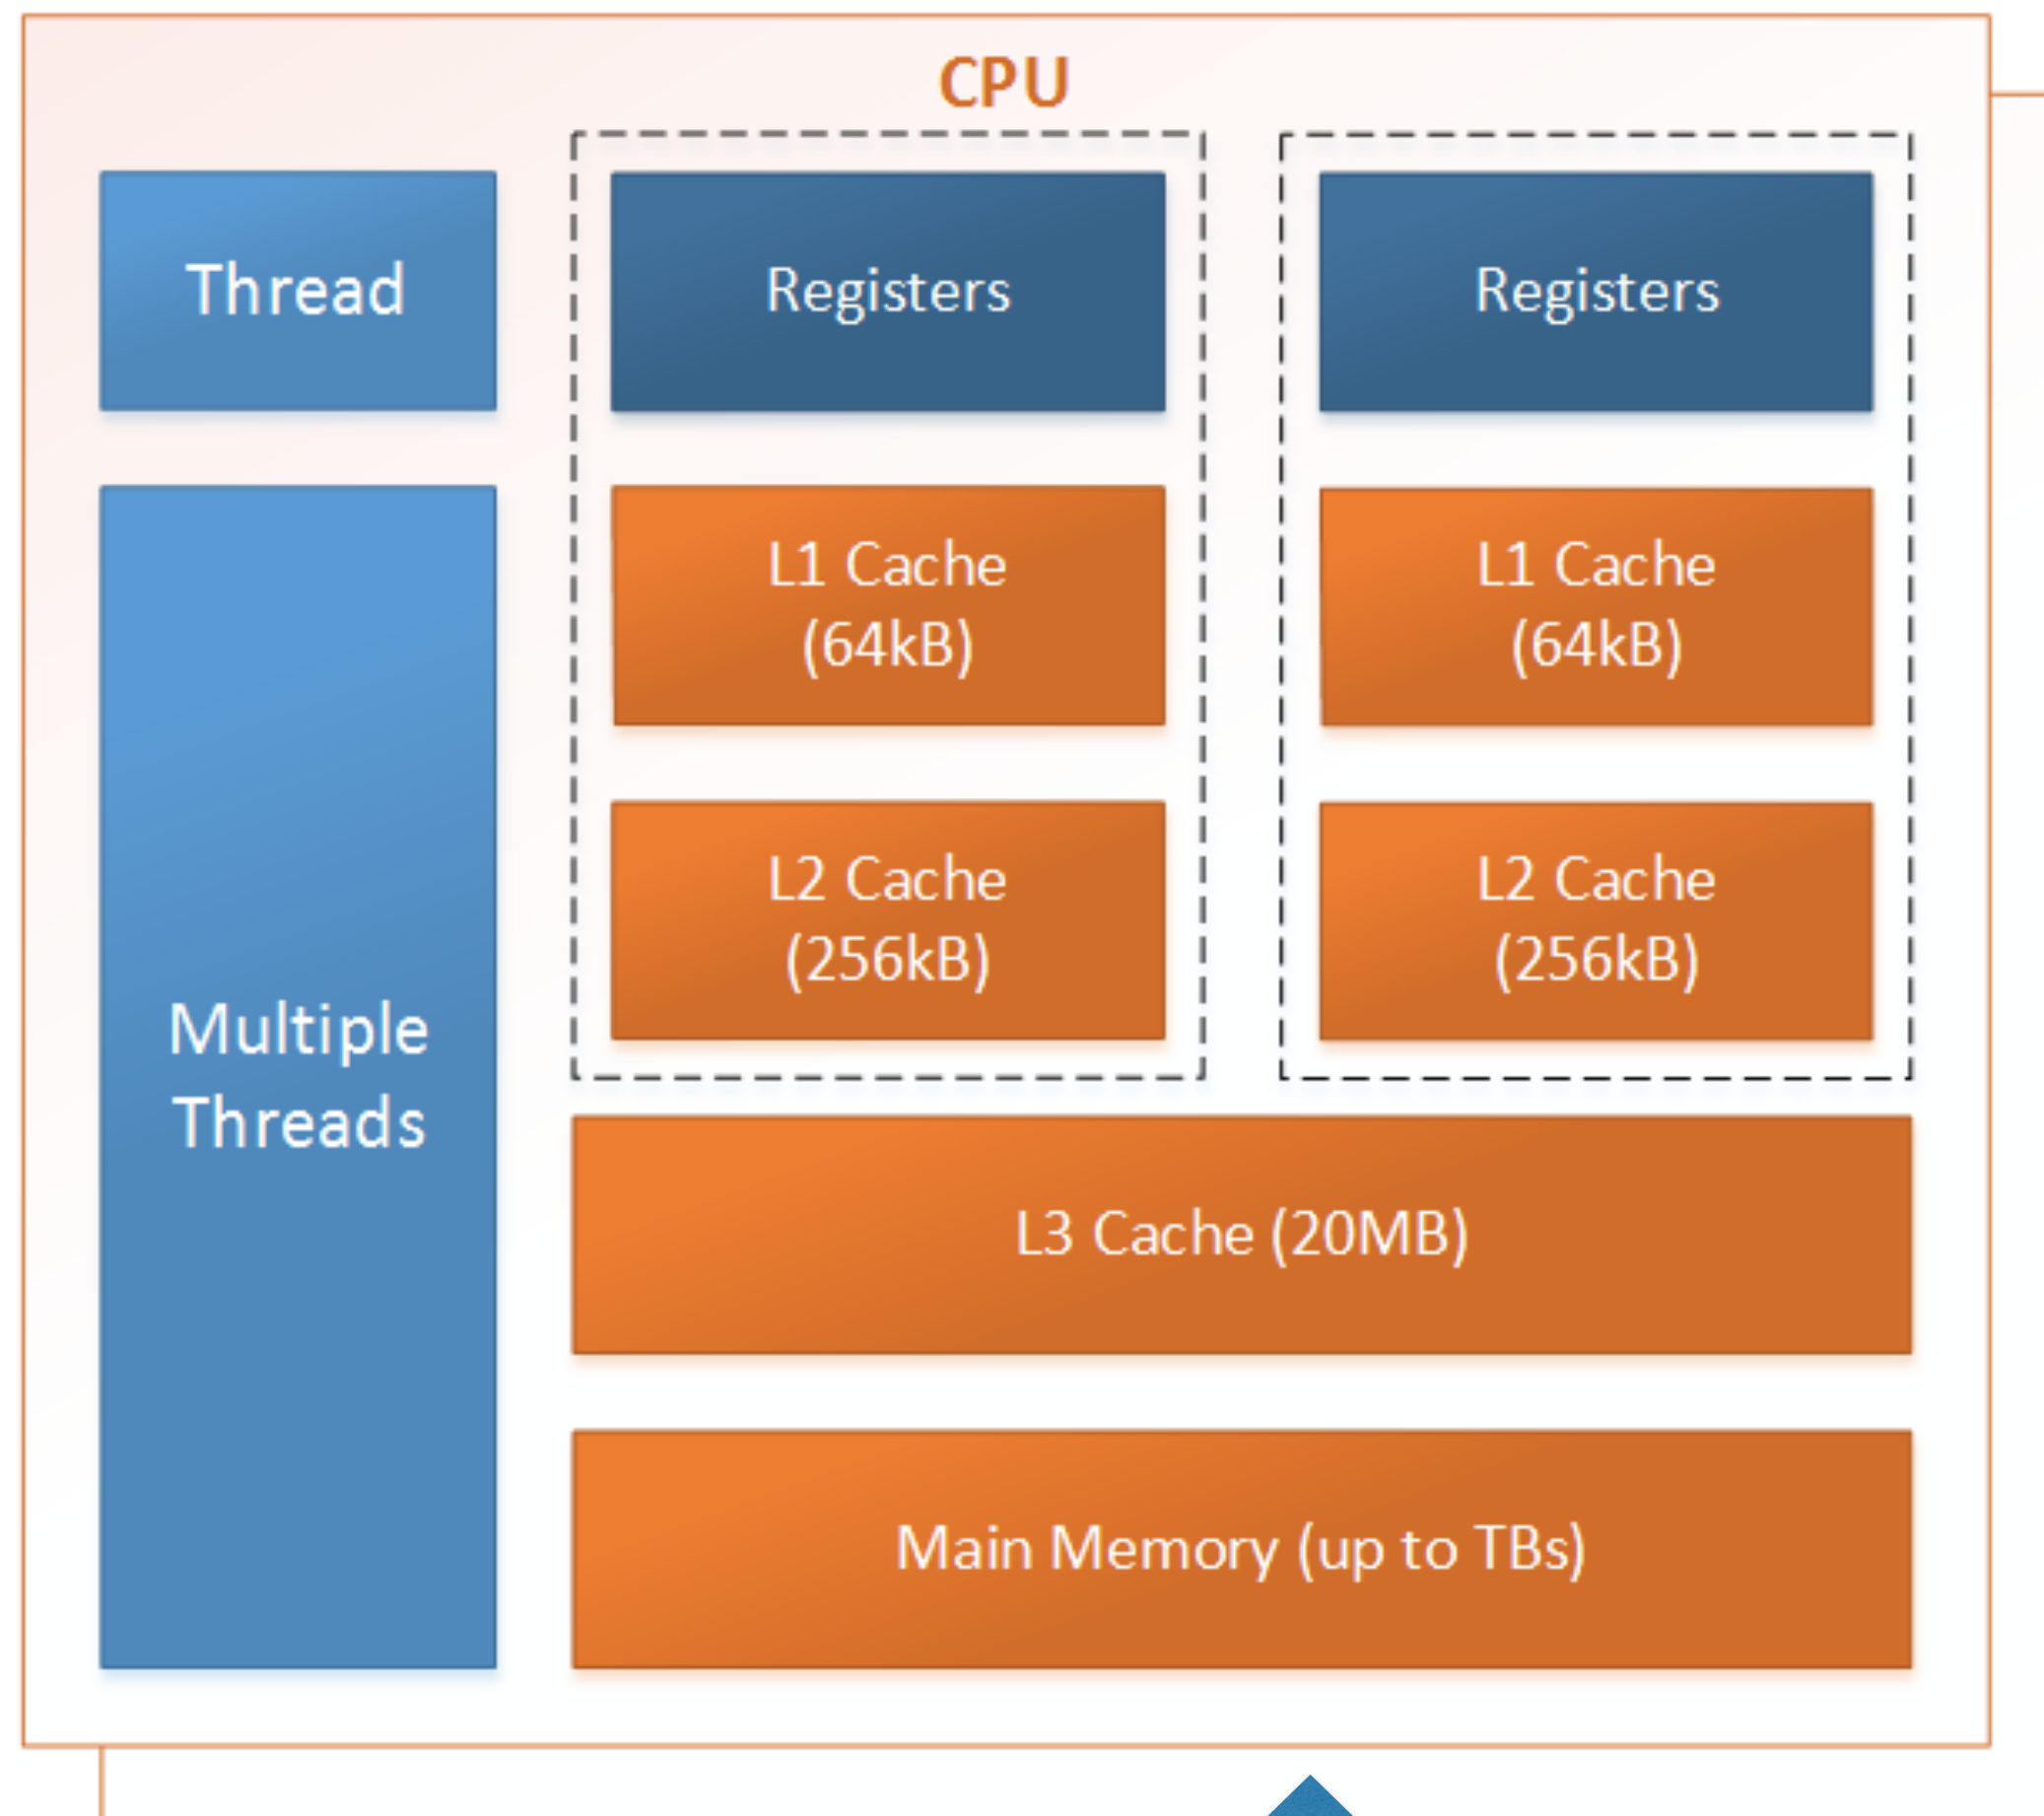 CPU
Thread
Registers
Registers
L1 Cache
(64kB)
L1 Cache
(64kB)
L2 Cache
(256kB)
L2 Cache
(256kB)
Multiple
Threads
L3 Cache (20MB)
Main Memory (up to TBs)